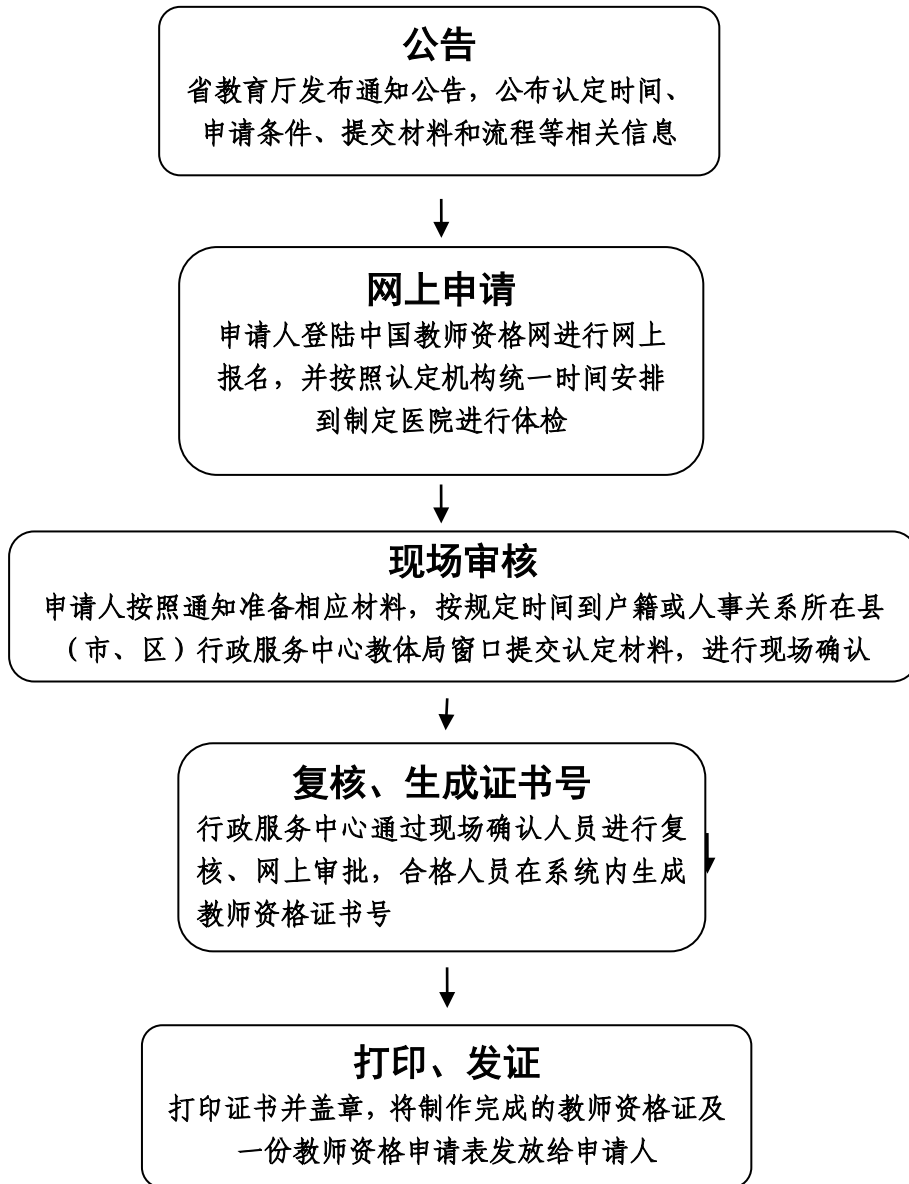 公告
省教育厅发布通知公告，公布认定时间、
申请条件、提交材料和流程等相关信息
网上申请
申请人登陆中国教师资格网进行网上
报名，并按照认定机构统一时间安排
到制定医院进行体检
现场审核
申请人按照通知准备相应材料，按规定时间到户籍或人事关系所在县
（市、区）行政服务中心教体局窗口提交认定材料，进行现场确认
复核、生成证书号
行政服务中心通过现场确认人员进行复
核、网上审批，合格人员在系统内生成
教师资格证书号
打印、发证
打印证书并盖章，将制作完成的教师资格证及
一份教师资格申请表发放给申请人